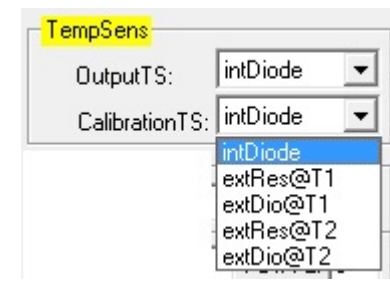 TempSens
OutputTS: intDiode
CalibrationTS: intDiode
intDiode
extRes@T1
extDio@T1
extRes@T2
extDio@T2